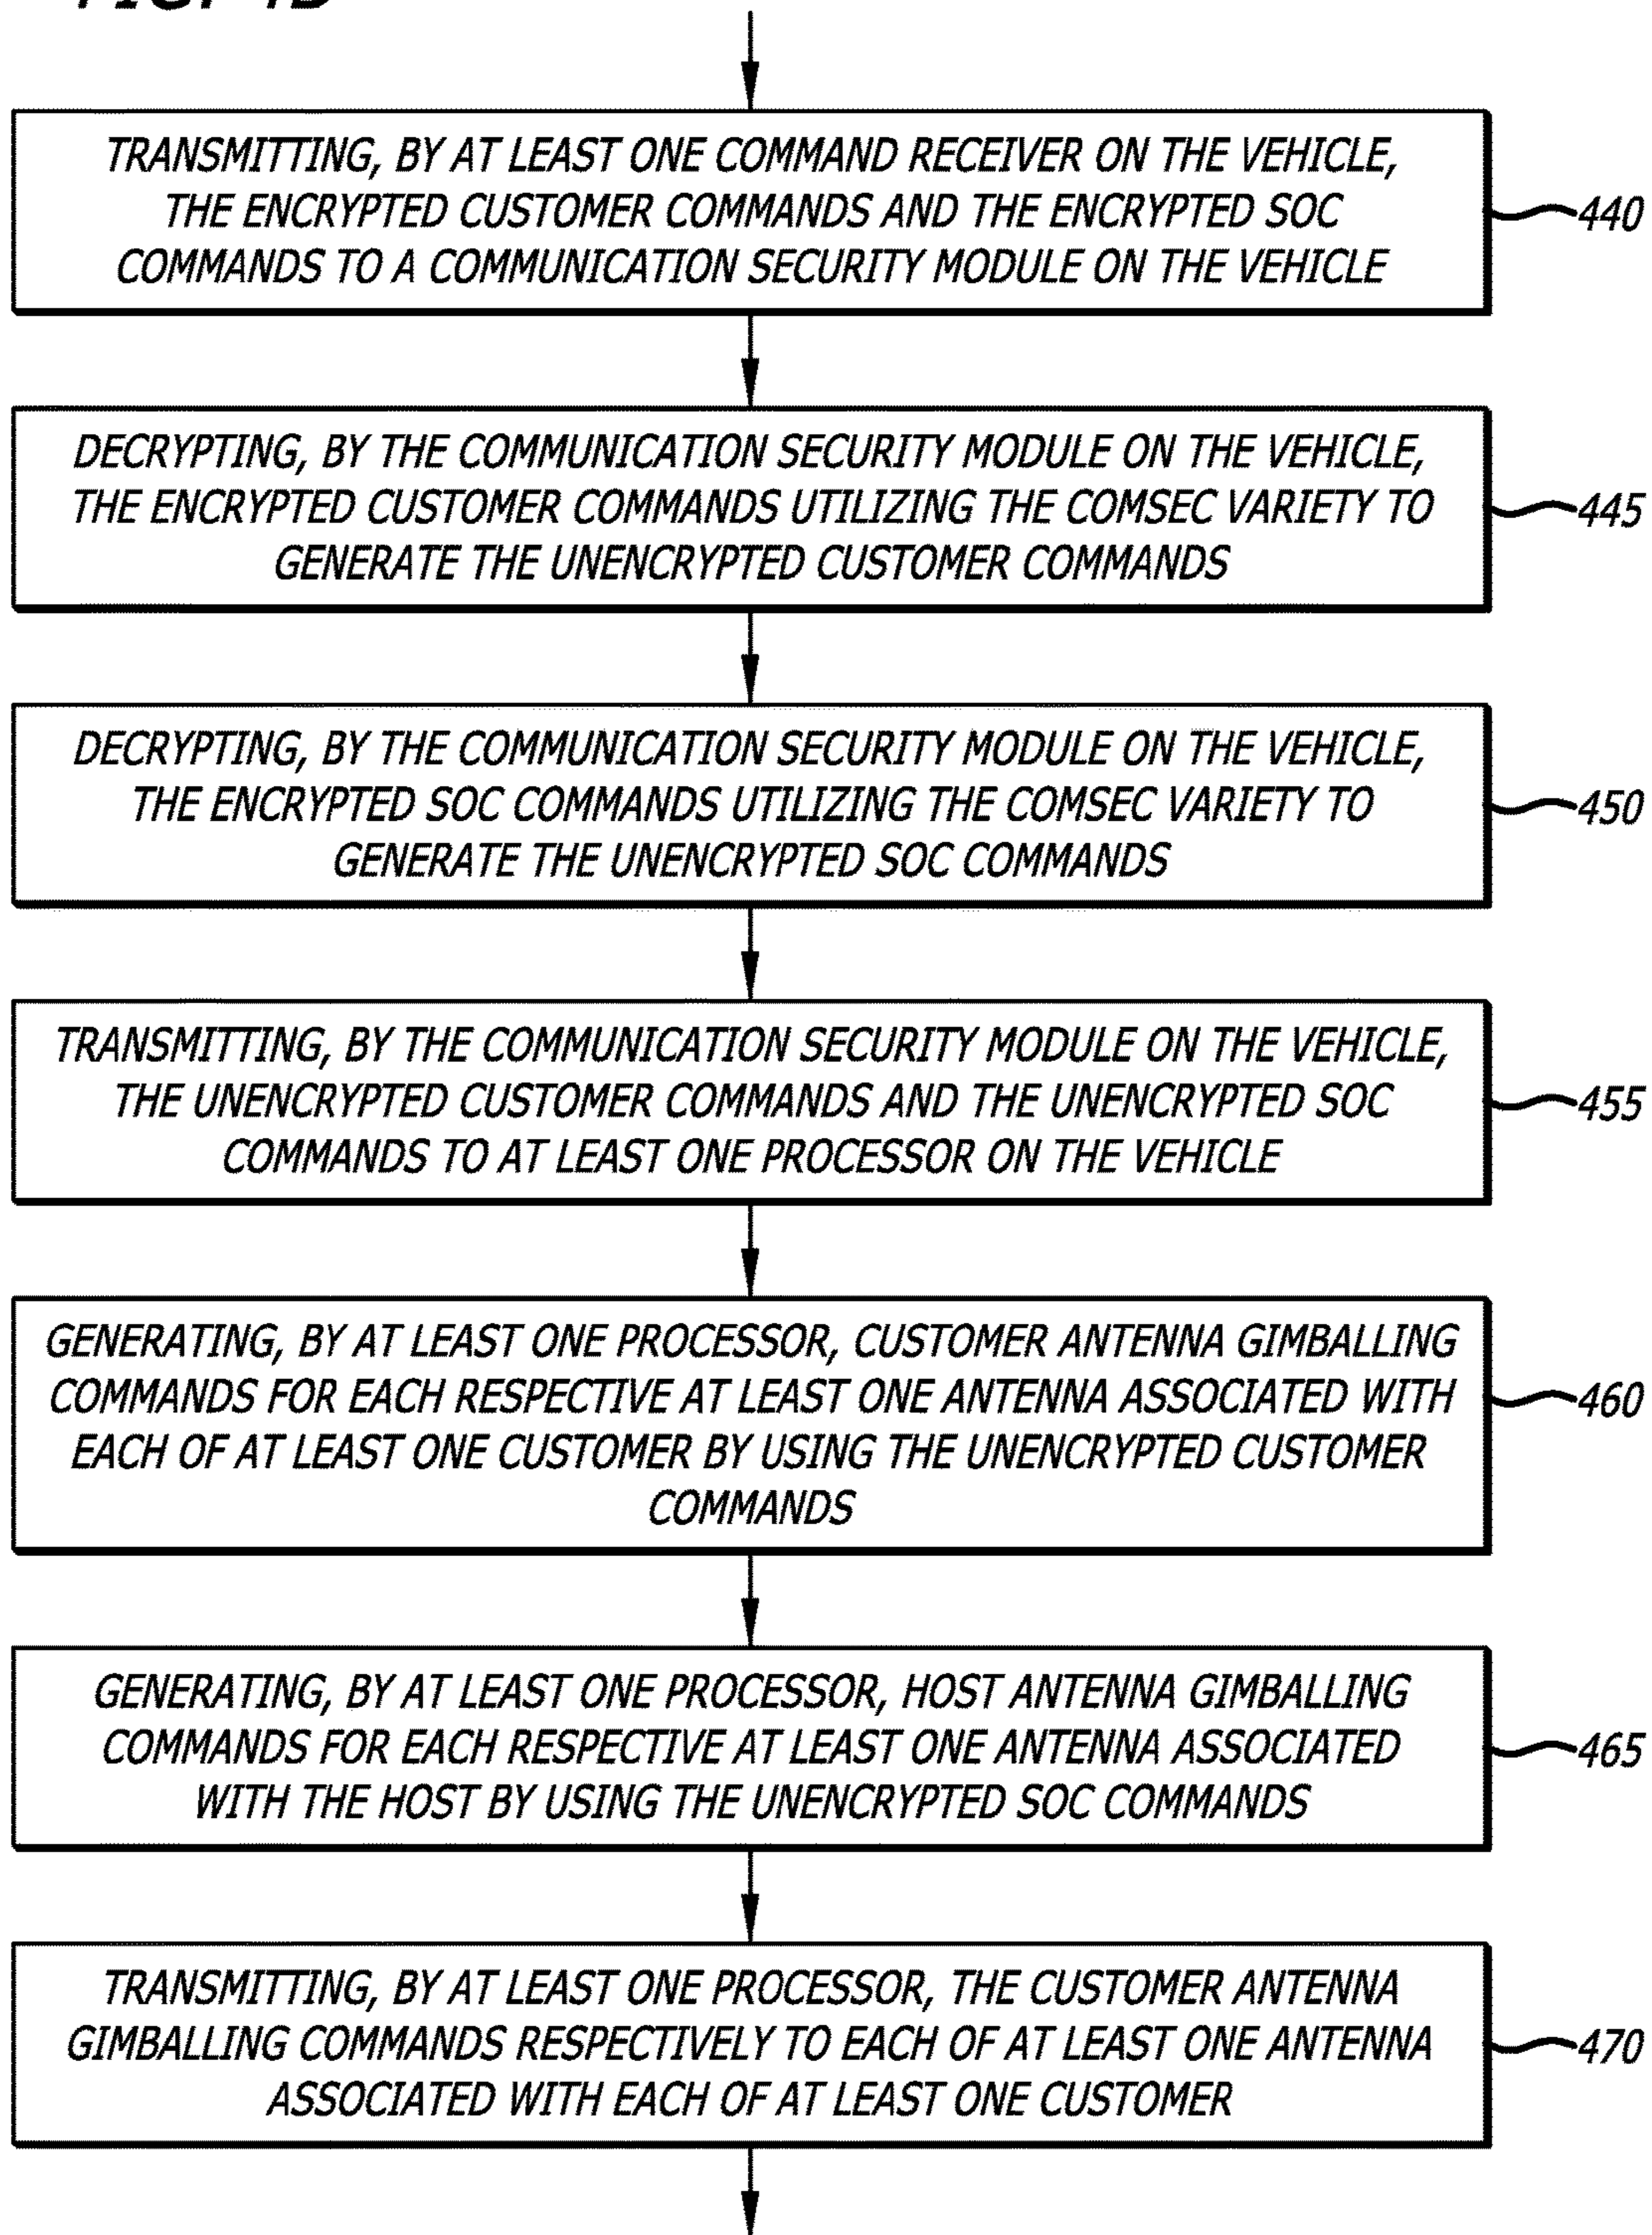 FIG. 4B
TRANSMITTING, BY AT LEAST ONE COMMAND RECEIVER ON THE VEHICLE,
THE ENCRYPTED CUSTOMER COMMANDS AND THE ENCRYPTED SOC
COMMANDS TO A COMMUNICATION SECURITY MODULE ON THE VEHICLE
440
DECRYPTING, BY THE COMMUNICATION SECURITY MODULE ON THE VEHICLE,
THE ENCRYPTED CUSTOMER COMMANDS UTILIZING THE COMSEC VARIETY TO
GENERATE THE UNENCRYPTED CUSTOMER COMMANDS
445
DECRYPTING, BY THE COMMUNICATION SECURITY MODULE ON THE VEHICLE,
THE ENCRYPTED SOC COMMANDS UTILIZING THE COMSEC VARIETY TO
GENERATE THE UNENCRYPTED SOC COMMANDS
450
TRANSMITTING, BY THE COMMUNICATION SECURITY MODULE ON THE VEHICLE,
THE UNENCRYPTED CUSTOMER COMMANDS AND THE UNENCRYPTED SOC
COMMANDS TO AT LEAST ONE PROCESSOR ON THE VEHICLE
455
GENERATING, BY AT LEAST ONE PROCESSOR, CUSTOMER ANTENNA GIMBALLING
COMMANDS FOR EACH RESPECTIVE AT LEAST ONE ANTENNA ASSOCIATED WITH
EACH OF AT LEAST ONE CUSTOMER BY USING THE UNENCRYPTED CUSTOMER
COMMANDS
460
GENERATING, BY AT LEAST ONE PROCESSOR, HOST ANTENNA GIMBALLING
COMMANDS FOR EACH RESPECTIVE AT LEAST ONE ANTENNA ASSOCIATED
WITH THE HOST BY USING THE UNENCRYPTED SOC COMMANDS
465
TRANSMITTING, BY AT LEAST ONE PROCESSOR, THE CUSTOMER ANTENNA
GIMBALLING COMMANDS RESPECTIVELY TO EACH OF AT LEAST ONE ANTENNA
ASSOCIATED WITH EACH OF AT LEAST ONE CUSTOMER
470